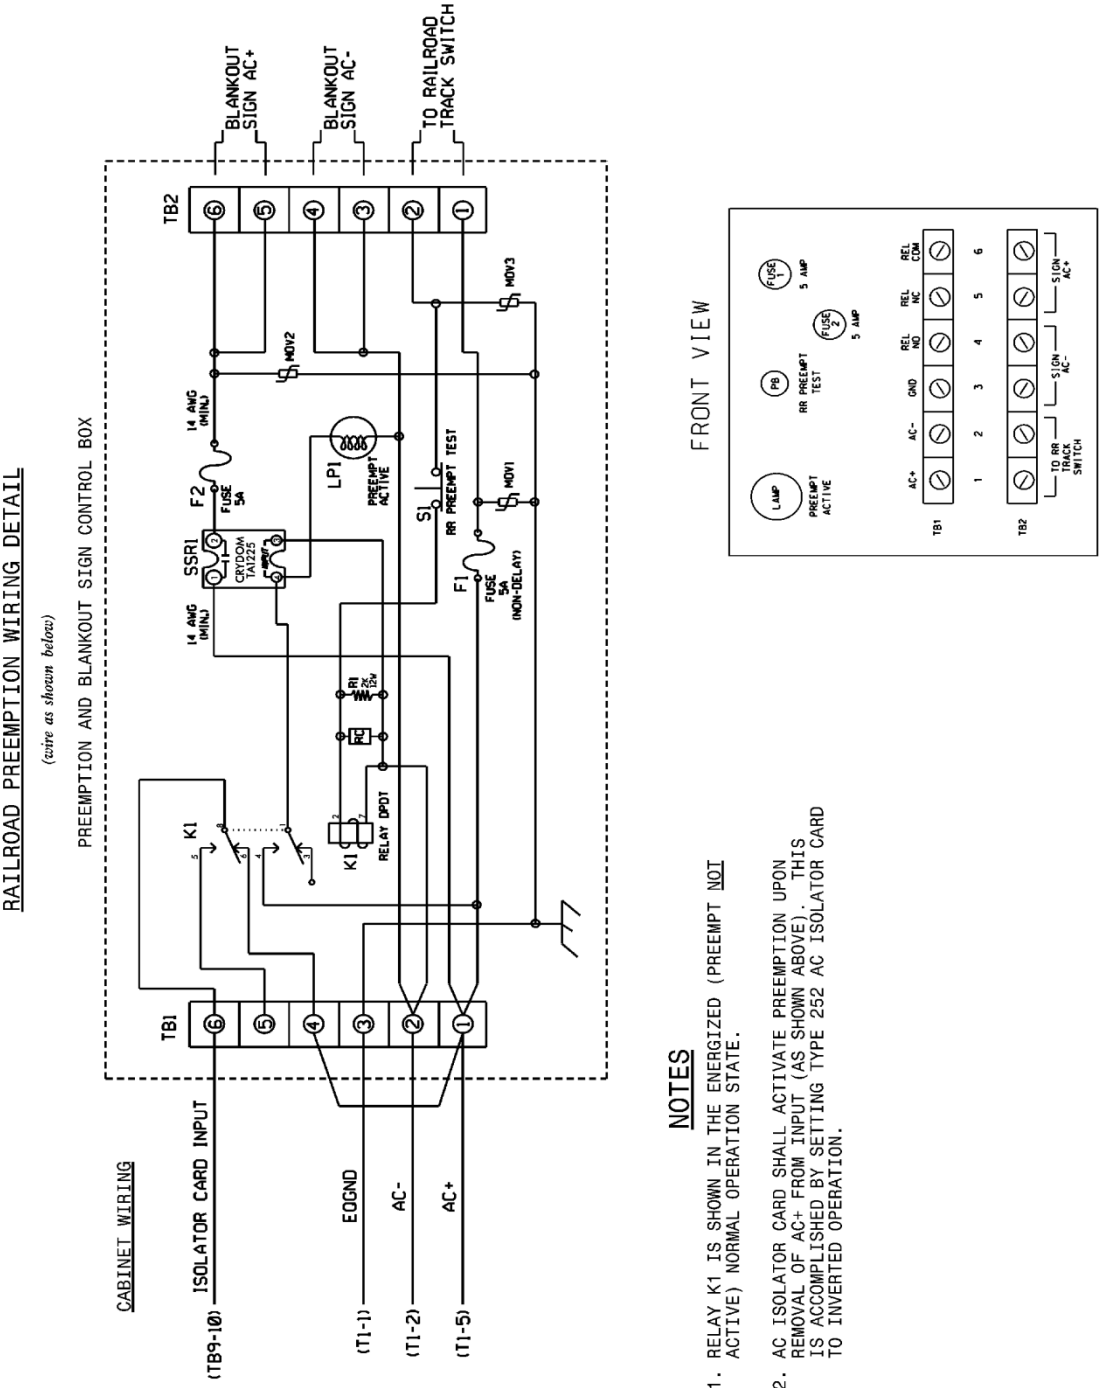 RAILROAD PREEMPTION WIRING DETAIL
(wire as shown below)
PREEMPTION AND BLANKOUT SIGN CONTROL BOX
CABINET WIRING
TB1
TB2
(TB9-10)
ISOLATOR CARD INPUT
(T1-1)
EQGND
(T1-2)
AC-
(T1-5)
AC+
6
5
4
3
2
1
K1
5
8
6
4
1
3
K1
2
7
RELAY DPDT
RC
R1
2K
12W
14 AWG
(MIN.)
SSR1
1
2
CRYDOM
TA1225
INPUT
4
3
F2
FUSE
5A
14 AWG
(MIN.)
LP1
PREEMPT
ACTIVE
S1
RR PREEMPT TEST
F1
FUSE
5A
(NON-DELAY)
MOV1
MOV2
MOV3
6
5
4
3
2
1
BLANKOUT
SIGN AC+
BLANKOUT
SIGN AC-
TO RAILROAD
TRACK SWITCH
NOTES
1. RELAY K1 IS SHOWN IN THE ENERGIZED (PREEMPT NOT
ACTIVE) NORMAL OPERATION STATE.
2. AC ISOLATOR CARD SHALL ACTIVATE PREEMPTION UPON
REMOVAL OF AC+ FROM INPUT (AS SHOWN ABOVE). THIS
IS ACCOMPLISHED BY SETTING TYPE 252 AC ISOLATOR CARD
TO INVERTED OPERATION.
FRONT VIEW
LAMP
PREEMPT
ACTIVE
PB
RR PREEMPT
TEST
FUSE
2
5 AMP
FUSE
1
5 AMP
AC+
AC-
GND
REL
NO
REL
NC
REL
COM
TB1
1
2
3
4
5
6
TB2
TO RR
TRACK
SWITCH
SIGN
AC-
SIGN
AC+